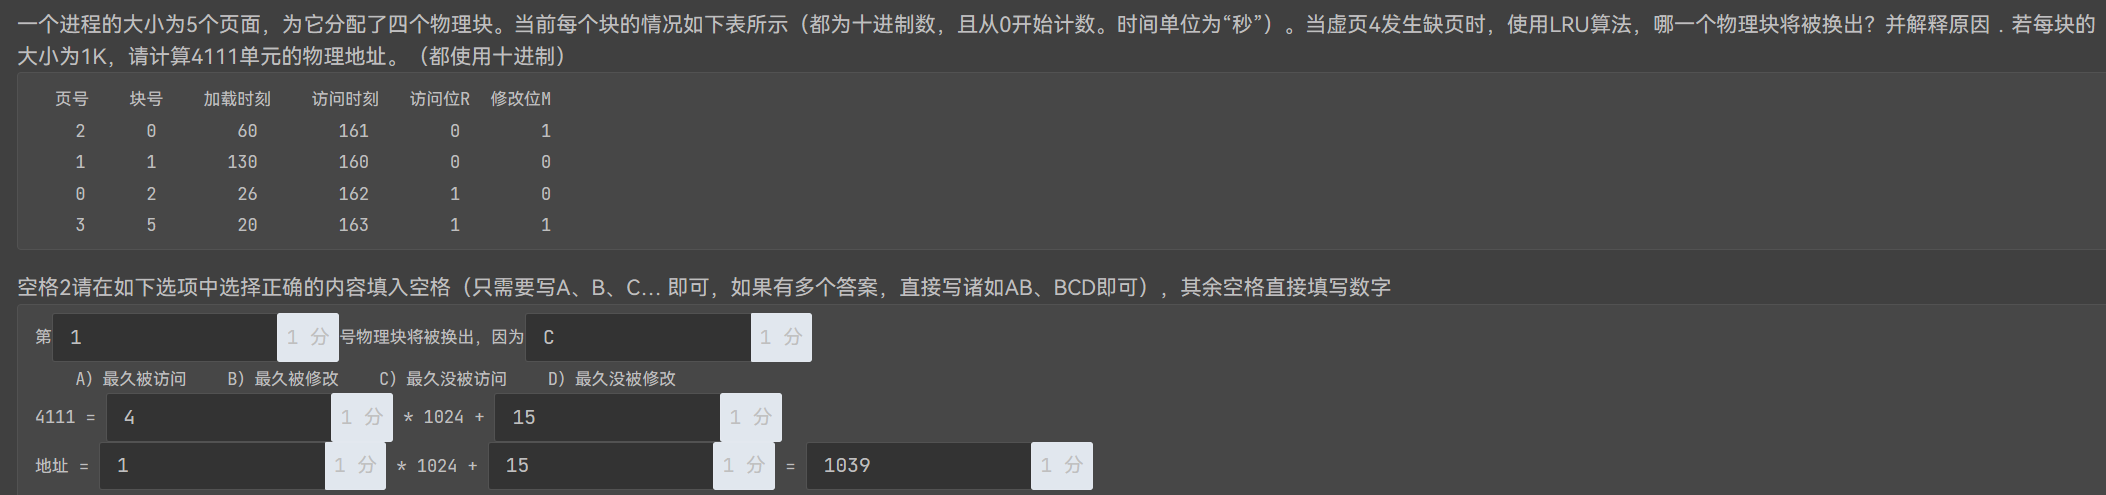 一个进程的大小为5个页面，为它分配了四个物理块。当前每个块的情况如下表所示（都为十进制数，且从0开始计数。时间单位为“秒”）。当虚页4发生缺页时，使用LRU算法，哪一个物理块将被换出？并解释原因．若每块的
大小为1K，请计算4111单元的物理地址。（都使用十进制）
页号 块号 加载时刻 访问时刻 访问位R 修改位M
2 0 60 161 0 1
1 1 130 160 0 0
0 2 26 162 1 0
3 5 20 163 1 1
空格2请在如下选项中选择正确的内容填入空格（只需要写A、B、C... 即可，如果有多个答案，直接写诸如AB、BCD即可），其余空格直接填写数字
第 1 1 分 号物理块将被换出，因为 C 1 分
A）最久被访问 B）最久被修改 C）最久没被访问 D）最久没被修改
4111 = 4 1 分 * 1024 + 15 1 分
地址 = 1 1 分 * 1024 + 15 1 分 = 1039 1 分